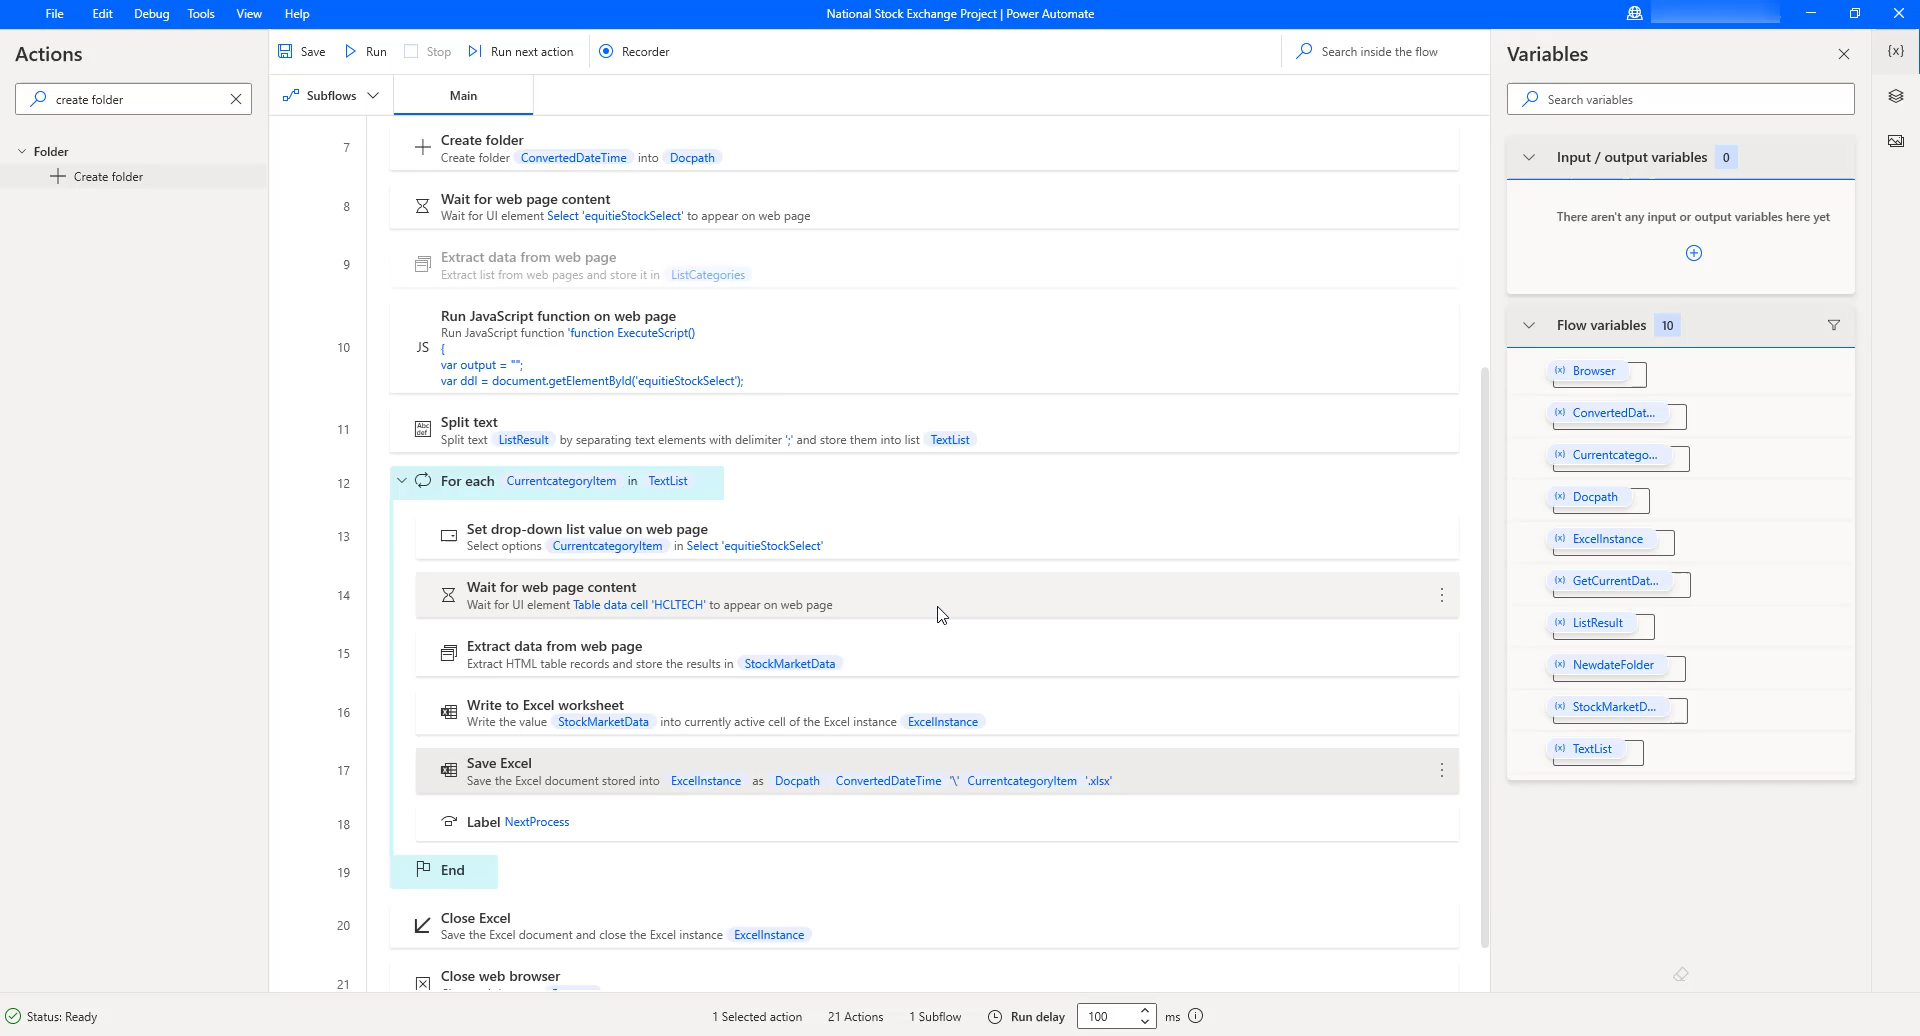 File Edit Debug Tools View Help
National Stock Exchange Project | Power Automate
Actions
create folder
Folder
Create folder
Save Run Stop Run next action Recorder
Search inside the flow
Subflows Main
7
Create folder
Create folder ConvertedDateTime into Docpath
8
Wait for web page content
Wait for UI element Select 'equitieStockSelect' to appear on web page
9
Extract data from web page
Extract list from web pages and store it in ListCategories
10
JS
Run JavaScript function on web page
Run JavaScript function 'function ExecuteScript()
{
var output = "";
var ddl = document.getElementById('equitieStockSelect');
11
Abc
def
Split text
Split text ListResult by separating text elements with delimiter ';' and store them into list TextList
12
For each CurrentcategoryItem in TextList
13
Set drop-down list value on web page
Select options CurrentcategoryItem in Select 'equitieStockSelect'
14
Wait for web page content
Wait for UI element Table data cell 'HCLTECH' to appear on web page
15
Extract data from web page
Extract HTML table records and store the results in StockMarketData
16
Write to Excel worksheet
Write the value StockMarketData into currently active cell of the Excel instance ExcelInstance
17
Save Excel
Save the Excel document stored into ExcelInstance as Docpath ConvertedDateTime '\' CurrentcategoryItem '.xlsx'
18
Label NextProcess
19
End
20
Close Excel
Save the Excel document and close the Excel instance ExcelInstance
21
Close web browser
Variables
{x}
Search variables
Input / output variables 0
There aren't any input or output variables here yet
Flow variables 10
(x) Browser
(x) ConvertedDat...
(x) Currentcatego...
(x) Docpath
(x) ExcelInstance
(x) GetCurrentDat...
(x) ListResult
(x) NewdateFolder
(x) StockMarketD...
(x) TextList
Status: Ready
1 Selected action 21 Actions 1 Subflow Run delay 100 ms